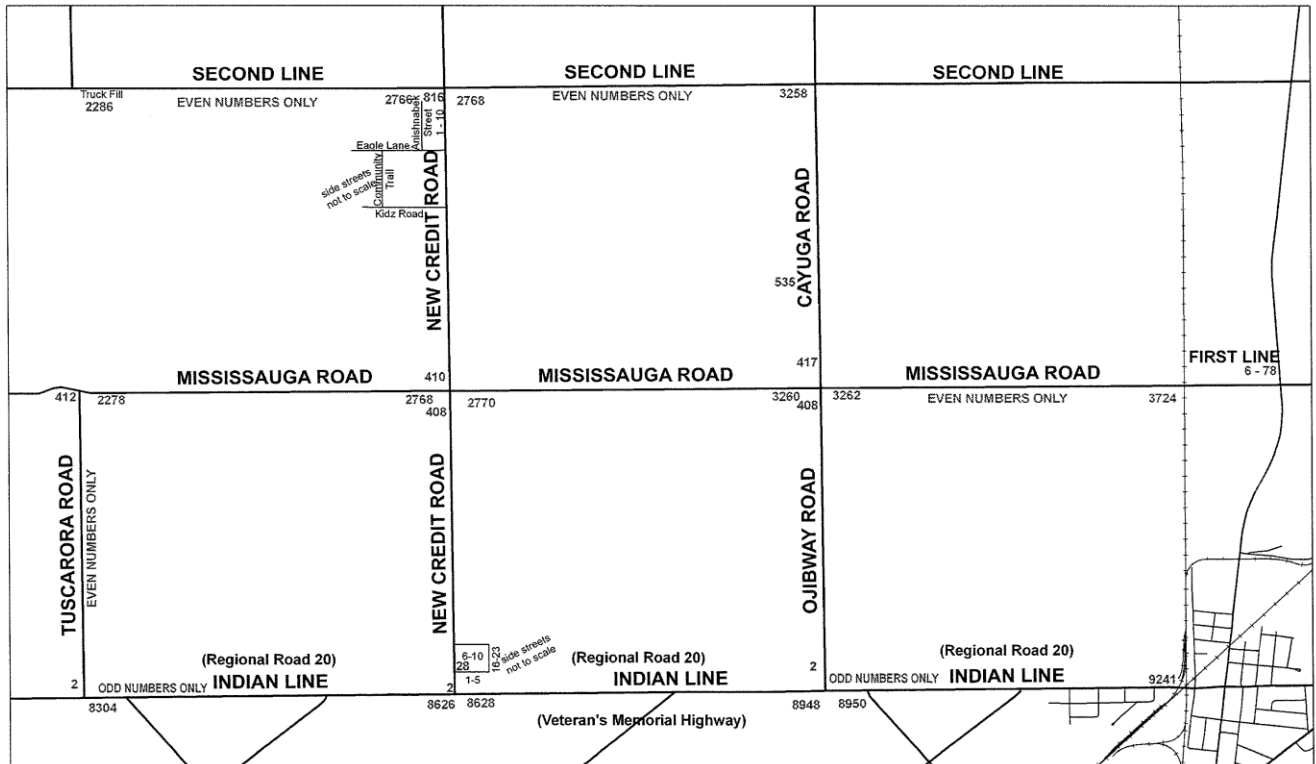 SECOND LINE
SECOND LINE
SECOND LINE
Truck Fill
2286
EVEN NUMBERS ONLY
2766
816
2768
EVEN NUMBERS ONLY
3258
Anishnabek
Street
1 - 10
Eagle Lane
Community
Trail
side streets
not to scale
Kidz Road
NEW CREDIT ROAD
CAYUGA ROAD
535
417
FIRST LINE
6 - 78
MISSISSAUGA ROAD
410
MISSISSAUGA ROAD
MISSISSAUGA ROAD
412
2278
2768
408
2770
3260
408
3262
EVEN NUMBERS ONLY
3724
TUSCARORA ROAD
EVEN NUMBERS ONLY
NEW CREDIT ROAD
OJIBWAY ROAD
6-10
28
1-5
16-23
side streets
not to scale
(Regional Road 20)
(Regional Road 20)
(Regional Road 20)
2
ODD NUMBERS ONLY
INDIAN LINE
2
INDIAN LINE
2
ODD NUMBERS ONLY
INDIAN LINE
9241
8304
8626
8628
(Veteran's Memorial Highway)
8948
8950